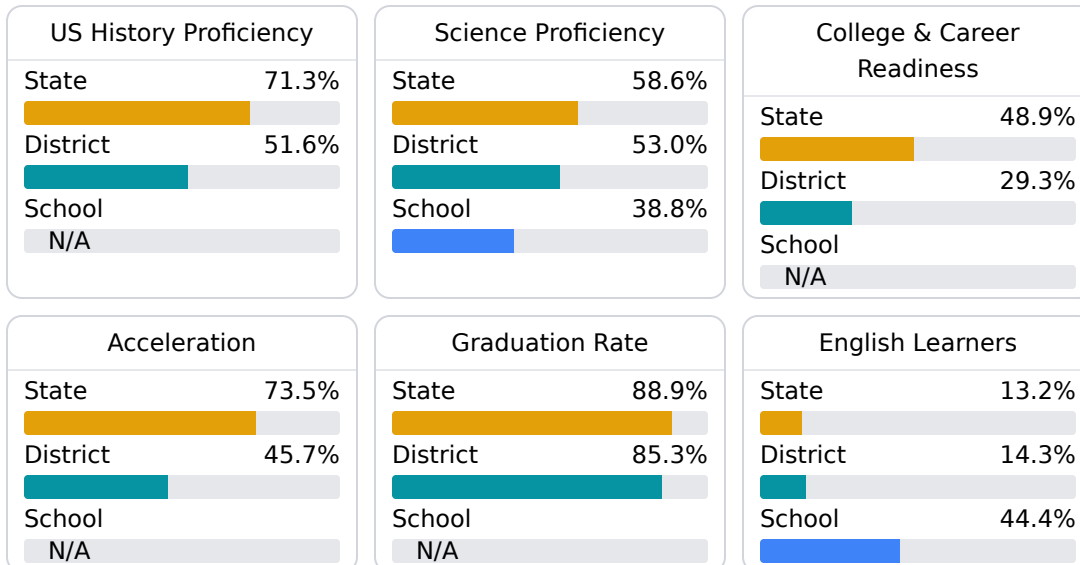 US History Proficiency
State 71.3%
District 51.6%
School
N/A
Science Proficiency
State 58.6%
District 53.0%
School 38.8%
College & Career
Readiness
State 48.9%
District 29.3%
School
N/A
Acceleration
State 73.5%
District 45.7%
School
N/A
Graduation Rate
State 88.9%
District 85.3%
School
N/A
English Learners
State 13.2%
District 14.3%
School 44.4%